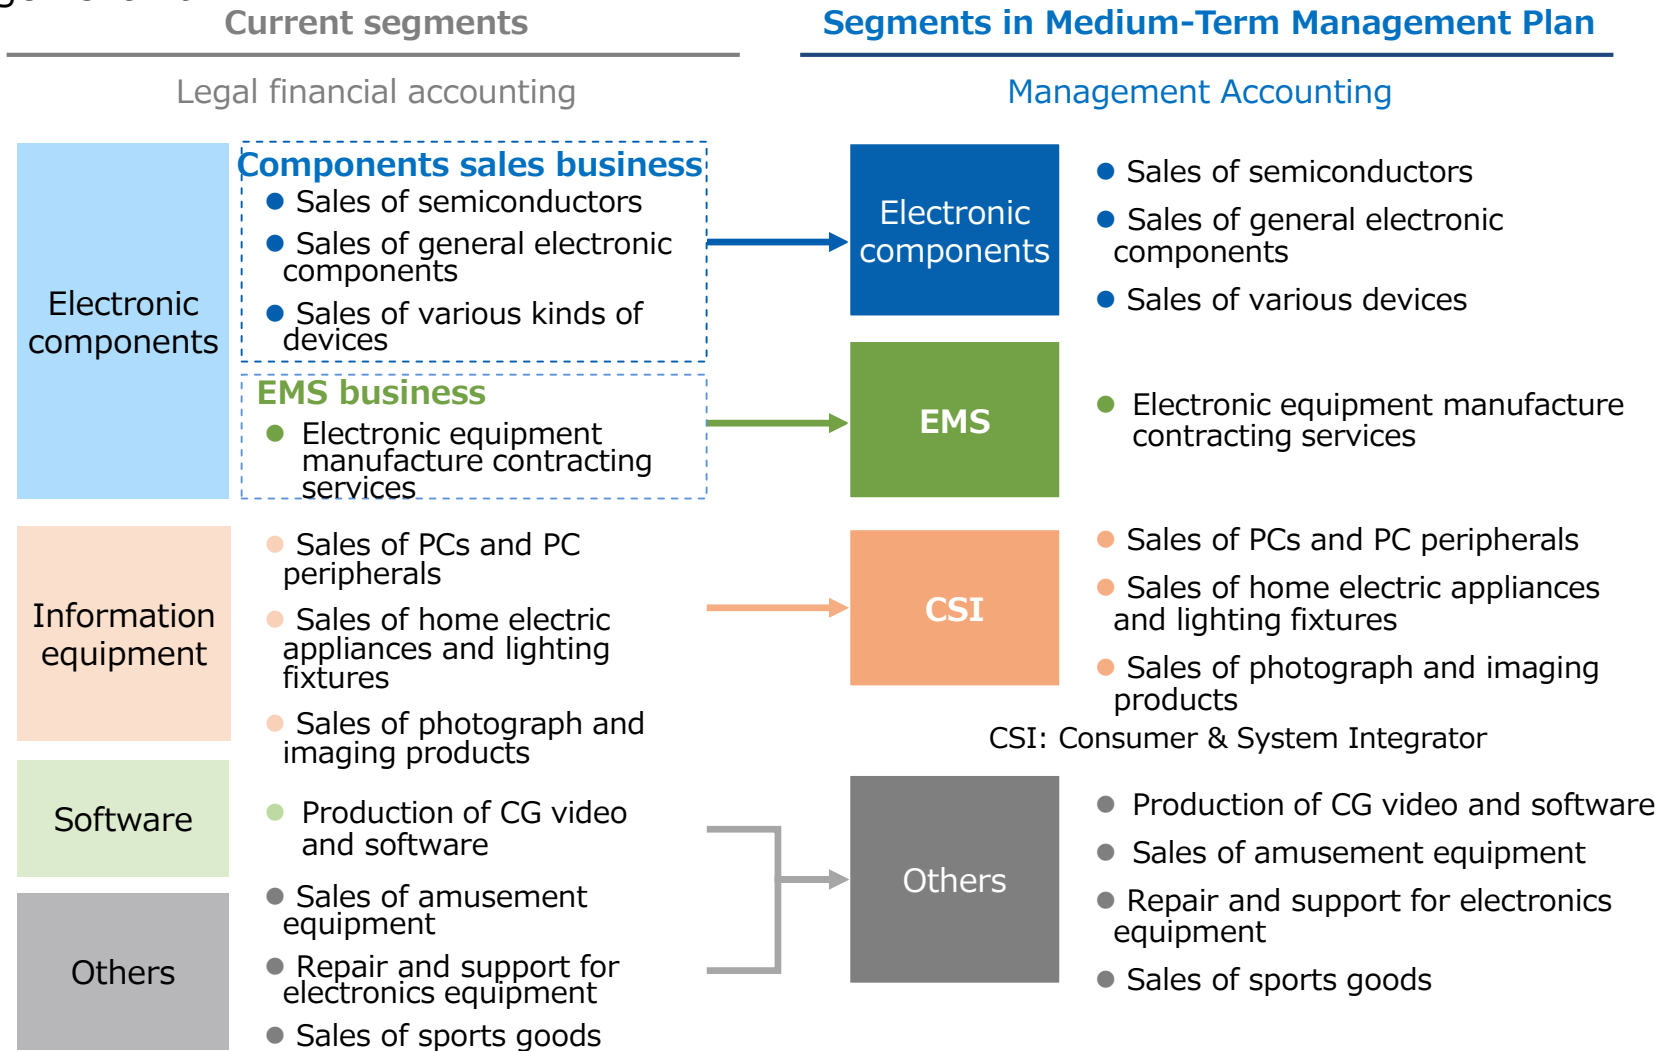 Current segments
Legal financial accounting
Electronic
components
Components sales business
● Sales of semiconductors
● Sales of general electronic
components
● Sales of various kinds of
devices
EMS business
● Electronic equipment
manufacture contracting
services
Information
equipment
● Sales of PCs and PC
peripherals
● Sales of home electric
appliances and lighting
fixtures
● Sales of photograph and
imaging products
Software
● Production of CG video
and software
Others
● Sales of amusement
equipment
● Repair and support for
electronics equipment
● Sales of sports goods
Segments in Medium-Term Management Plan
Management Accounting
Electronic
components
● Sales of semiconductors
● Sales of general electronic
components
● Sales of various devices
EMS
● Electronic equipment manufacture
contracting services
CSI
● Sales of PCs and PC peripherals
● Sales of home electric appliances
and lighting fixtures
● Sales of photograph and imaging
products
CSI: Consumer & System Integrator
Others
● Production of CG video and software
● Sales of amusement equipment
● Repair and support for electronics
equipment
● Sales of sports goods